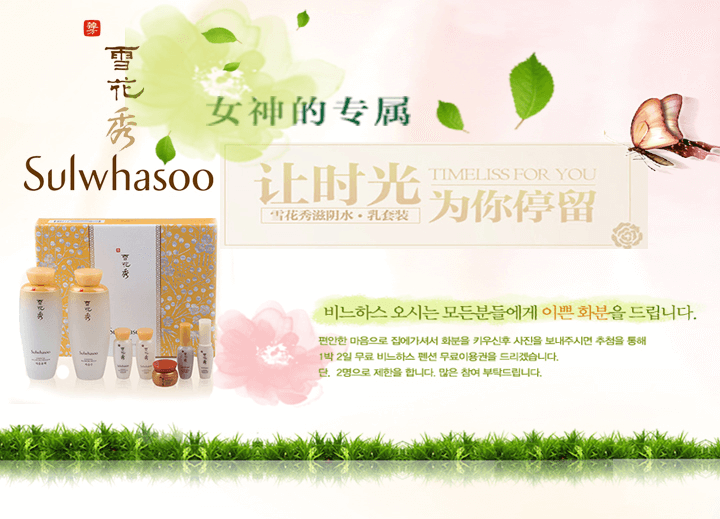 雪花秀
Sulwhasoo
女神的专属
让时光
TIMELISS FOR YOU
雪花秀滋阴水·乳套装
为你停留
雪花秀
비느하스 오시는 모든분들에게 이쁜 화분을 드립니다.
편안한 마음으로 집에가셔서 화분을 키우신후 사진을 보내주시면 추첨을 통해
1박 2일 무료 비느하스 펜션 무료이용권을 드리겠습니다.
단, 2명으로 제한을 합니다. 많은 참여 부탁드립니다.